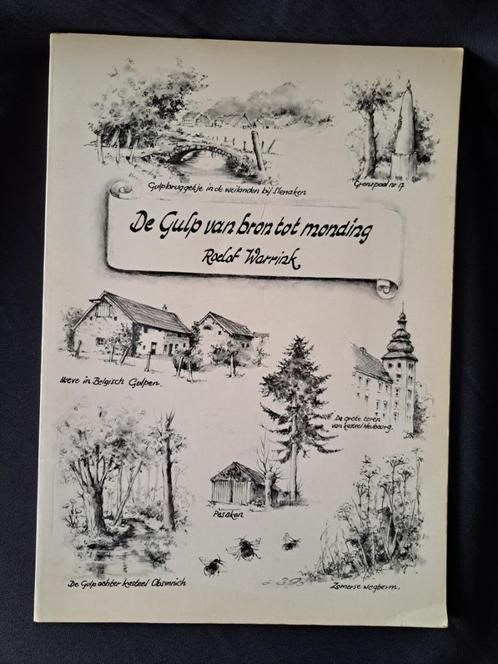 Gulpbruggetje in de weilanden bij Slenaken
Grenspaal nr 17
De Gulp van bron tot monding
Roelof Warrink
Hoeve in Belgisch Gulpen.
De grote toren
van kasteel Neubourg.
Pesaken
De Gulp achter kasteel Obsinnich
Zomerse wegberm.